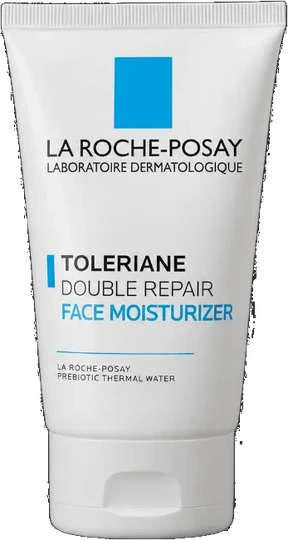 LA ROCHE-POSAY
LABORATOIRE DERMATOLOGIQUE
TOLERIANE
DOUBLE REPAIR
FACE MOISTURIZER
LA ROCHE-POSAY
PREBIOTIC THERMAL WATER